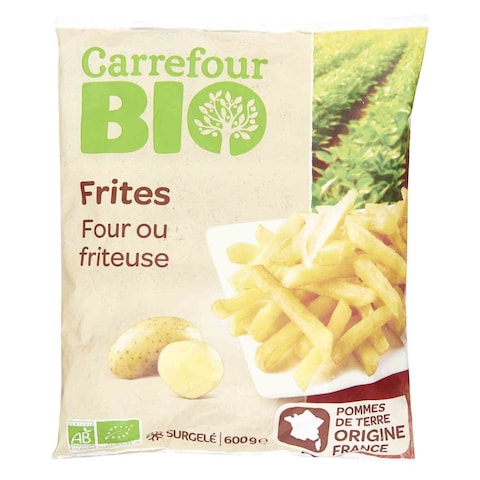 Carrefour
BIO
Frites
Four ou
friteuse
AB
SURGELÉ 600g e
POMMES
DE TERRE
ORIGINE
FRANCE